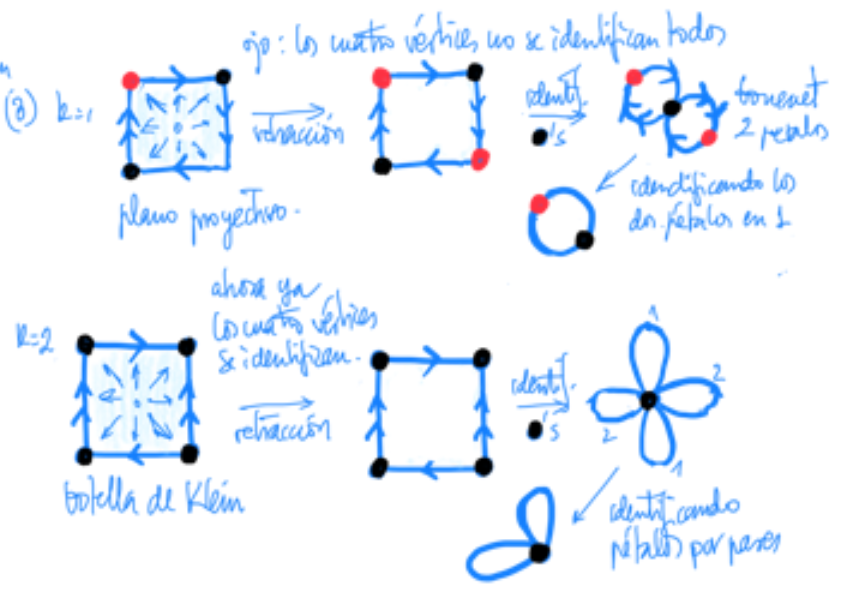 ojo: los cuatro vértices no se identifican todos
n
(8) k=1
retracción
identif.
's
bouquet
2 petalos
identificando los
dos pétalos en 1
plano proyectivo.
k=2
ahora ya
los cuatro vértices
se identifican.
retracción
identif.
's
1
2
2
1
botella de Klein
identificando
pétalos por pares